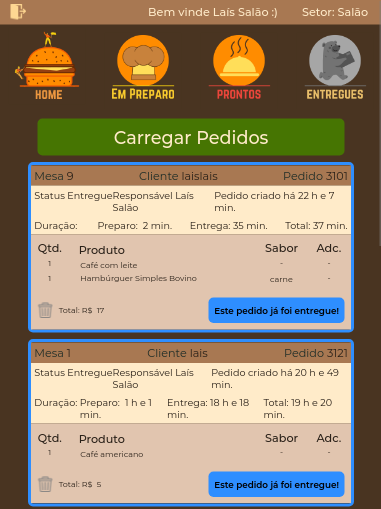 Bem vinde Laís Salão :) Setor: Salão
HOME EM PREPARO PRONTOS ENTREGUES
Carregar Pedidos
Mesa 9 Cliente laislais Pedido 3101
Status Entregue Responsável Laís Pedido criado há 22 h e 7
Salão min.
Duração: Preparo: 2 min. Entrega: 35 min. Total: 37 min.
Qtd. Produto Sabor Adc.
1 Café com leite - -
1 Hambúrguer Simples Bovino carne -
Total: R$ 17 Este pedido já foi entregue!
Mesa 1 Cliente lais Pedido 3121
Status Entregue Responsável Laís Pedido criado há 20 h e 49
Salão min.
Duração: Preparo: 1 h e 1 Entrega: 18 h e 18 Total: 19 h e 20
min. min. min.
Qtd. Produto Sabor Adc.
1 Café americano - -
Total: R$ 5 Este pedido já foi entregue!